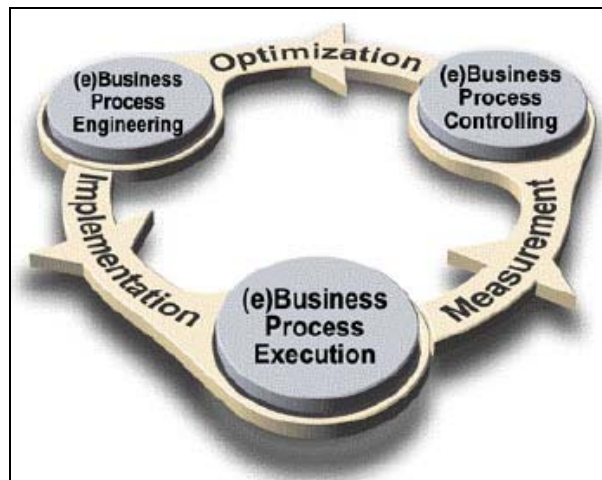 Optimization
(e)Business
Process
Engineering
(e)Business
Process
Controlling
Implementation
Measurement
(e)Business
Process
Execution